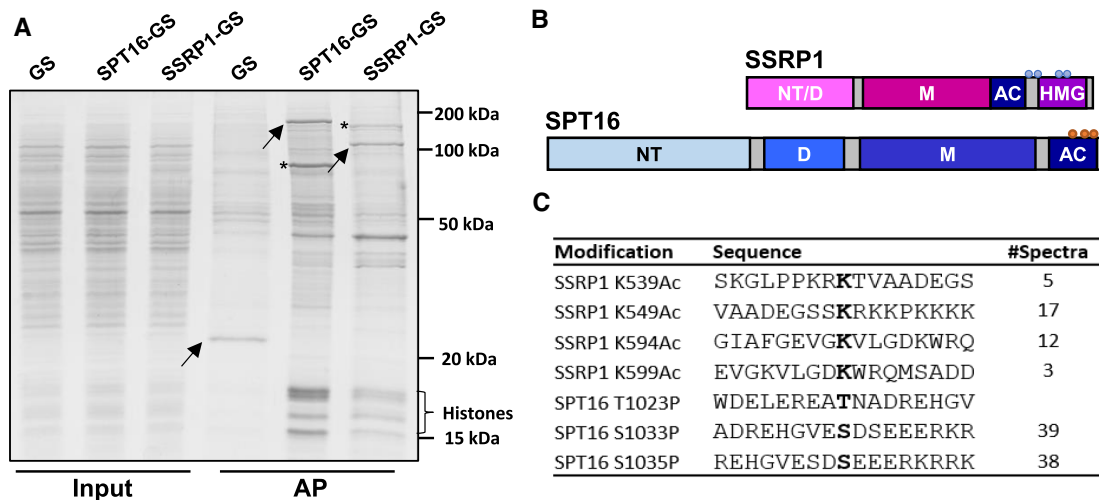 A
GS SPT16-GS SSRP1-GS GS SPT16-GS SSRP1-GS
200 kDa
*
100 kDa
*
50 kDa
20 kDa
Histones
15 kDa
Input AP
B
SSRP1
NT/D M AC HMG
SPT16
NT D M AC
C
Modification Sequence #Spectra
SSRP1 K539Ac SKGLPPKRKTVAADEGS 5
SSRP1 K549Ac VAADEGSSKRKKPKKKK 17
SSRP1 K594Ac GIAFGEVGKVLGDKWRQ 12
SSRP1 K599Ac EVGKVLGDKWRQMSADD 3
SPT16 T1023P WDELEREATNADREHGV
SPT16 S1033P ADREHGVESDSEEERKR 39
SPT16 S1035P REHGVESDSEEERKRRK 38